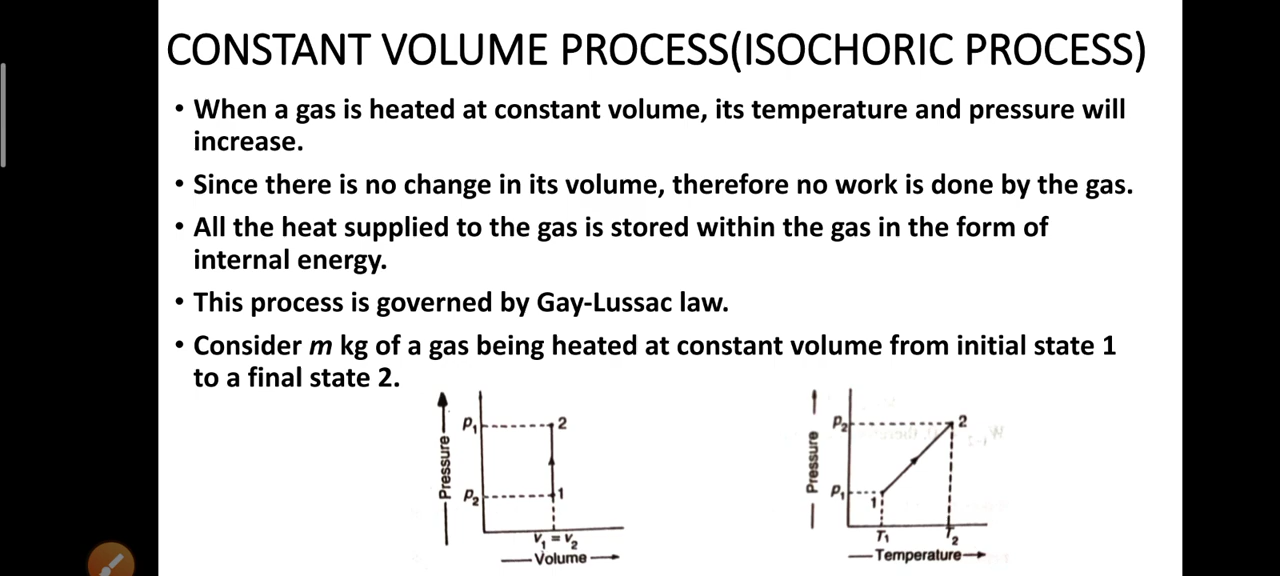 CONSTANT VOLUME PROCESS(ISOCHORIC PROCESS)
• When a gas is heated at constant volume, its temperature and pressure will
increase.
• Since there is no change in its volume, therefore no work is done by the gas.
• All the heat supplied to the gas is stored within the gas in the form of
internal energy.
• This process is governed by Gay-Lussac law.
• Consider m kg of a gas being heated at constant volume from initial state 1
to a final state 2.
Pressure
P₁
2
P₂
1
V₁ = V₂
Volume
Pressure
P₂
2
P₁
1
T₁
T₂
Temperature